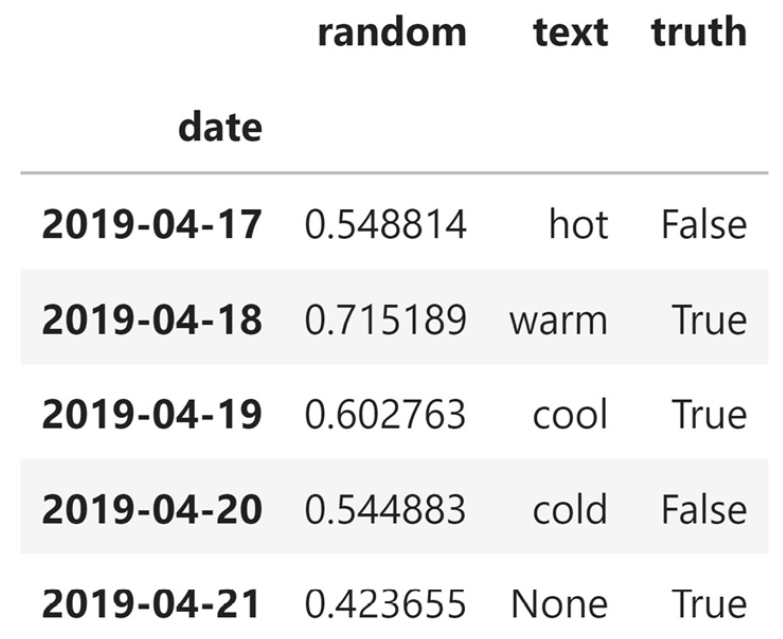 random text truth
date
2019-04-17 0.548814 hot False
2019-04-18 0.715189 warm True
2019-04-19 0.602763 cool True
2019-04-20 0.544883 cold False
2019-04-21 0.423655 None True